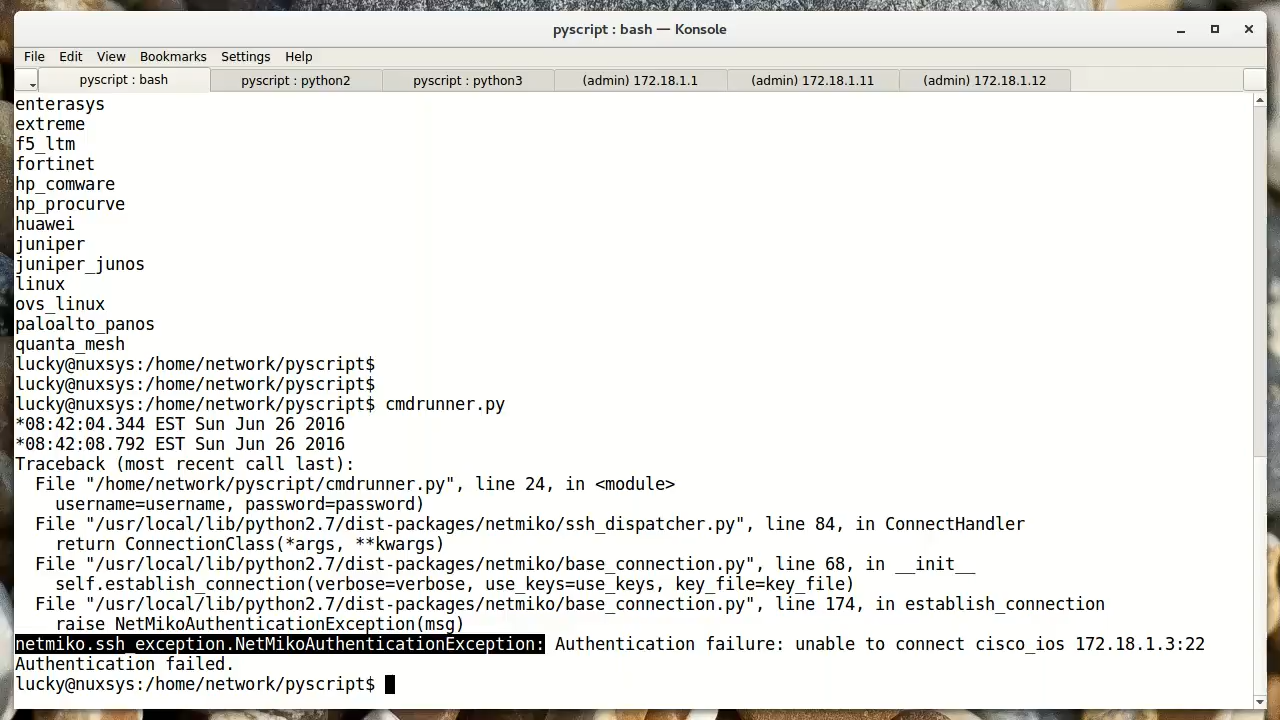 pyscript : bash — Konsole
File Edit View Bookmarks Settings Help
pyscript : bash pyscript : python2 pyscript : python3 (admin) 172.18.1.1 (admin) 172.18.1.11 (admin) 172.18.1.12
enterasys
extreme
f5_ltm
fortinet
hp_comware
hp_procurve
huawei
juniper
juniper_junos
linux
ovs_linux
paloalto_panos
quanta_mesh
lucky@nuxsys:/home/network/pyscript$
lucky@nuxsys:/home/network/pyscript$
lucky@nuxsys:/home/network/pyscript$ cmdrunner.py
*08:42:04.344 EST Sun Jun 26 2016
*08:42:08.792 EST Sun Jun 26 2016
Traceback (most recent call last):
  File "/home/network/pyscript/cmdrunner.py", line 24, in <module>
    username=username, password=password)
  File "/usr/local/lib/python2.7/dist-packages/netmiko/ssh_dispatcher.py", line 84, in ConnectHandler
    return ConnectionClass(*args, **kwargs)
  File "/usr/local/lib/python2.7/dist-packages/netmiko/base_connection.py", line 68, in __init__
    self.establish_connection(verbose=verbose, use_keys=use_keys, key_file=key_file)
  File "/usr/local/lib/python2.7/dist-packages/netmiko/base_connection.py", line 174, in establish_connection
    raise NetMikoAuthenticationException(msg)
netmiko.ssh_exception.NetMikoAuthenticationException: Authentication failure: unable to connect cisco_ios 172.18.1.3:22
Authentication failed.
lucky@nuxsys:/home/network/pyscript$